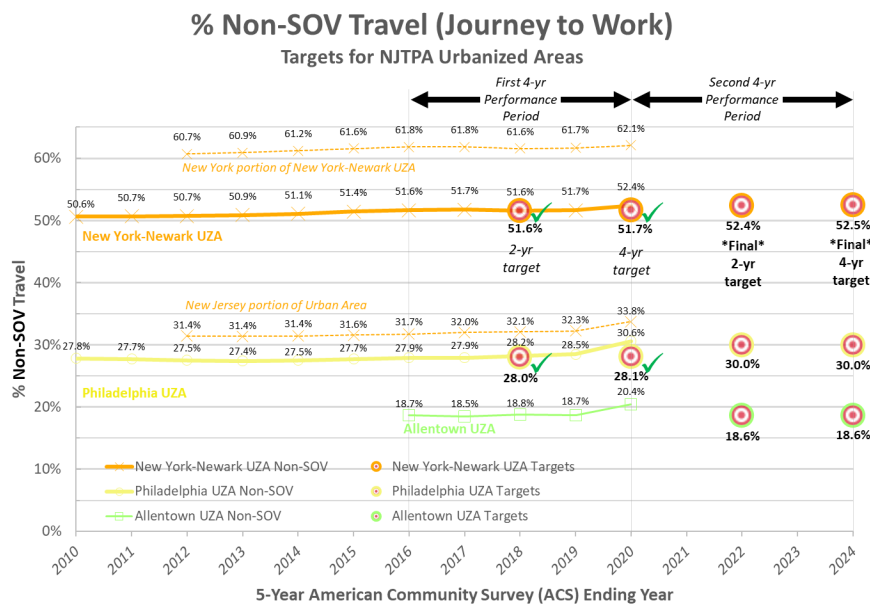 % Non-SOV Travel (Journey to Work)
Targets for NJTPA Urbanized Areas
First 4-yr
Performance
Period
Second 4-yr
Performance
Period
60.7% 60.9% 61.2% 61.6% 61.8% 61.8% 61.6% 61.7% 62.1%
60%
New York portion of New York-Newark UZA
50.6% 50.7% 50.7% 50.9% 51.1% 51.4% 51.6% 51.7% 51.6% 51.7% 52.4%
50%
New York-Newark UZA
51.6% 51.7% 52.4% 52.5%
2-yr
target
4-yr
target
*Final*
2-yr
target
*Final*
4-yr
target
40%
New Jersey portion of Urban Area
31.4% 31.4% 31.4% 31.6% 31.7% 32.0% 32.1% 32.3% 33.8%
30%
27.8% 27.7% 27.5% 27.4% 27.5% 27.7% 27.9% 27.9% 28.2% 28.5% 30.6%
28.0% 28.1% 30.0% 30.0%
Philadelphia UZA
20%
18.7% 18.5% 18.8% 18.7% 20.4%
Allentown UZA
18.6% 18.6%
10%
0%
% Non-SOV Travel
New York-Newark UZA Non-SOV
New York-Newark UZA Targets
Philadelphia UZA Non-SOV
Philadelphia UZA Targets
Allentown UZA Non-SOV
Allentown UZA Targets
2010 2011 2012 2013 2014 2015 2016 2017 2018 2019 2020 2021 2022 2023 2024
5-Year American Community Survey (ACS) Ending Year